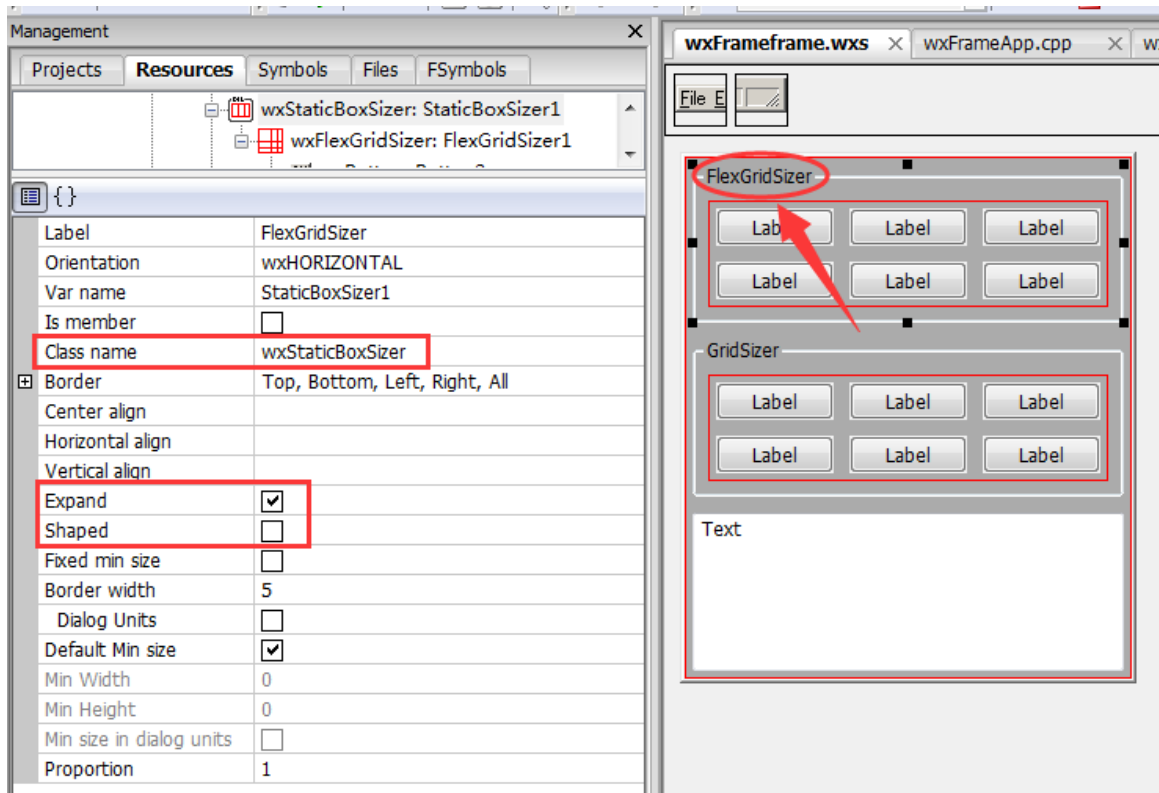 Management
Projects Resources Symbols Files FSymbols
wxStaticBoxSizer: StaticBoxSizer1
wxFlexGridSizer: FlexGridSizer1
{}
Label FlexGridSizer
Orientation wxHORIZONTAL
Var name StaticBoxSizer1
Is member
Class name wxStaticBoxSizer
Border Top, Bottom, Left, Right, All
Center align
Horizontal align
Vertical align
Expand
Shaped
Fixed min size
Border width 5
Dialog Units
Default Min size
Min Width 0
Min Height 0
Min size in dialog units
Proportion 1
wxFrameframe.wxs wxFrameApp.cpp
File E
FlexGridSizer
Label Label Label
Label Label Label
GridSizer
Label Label Label
Label Label Label
Text